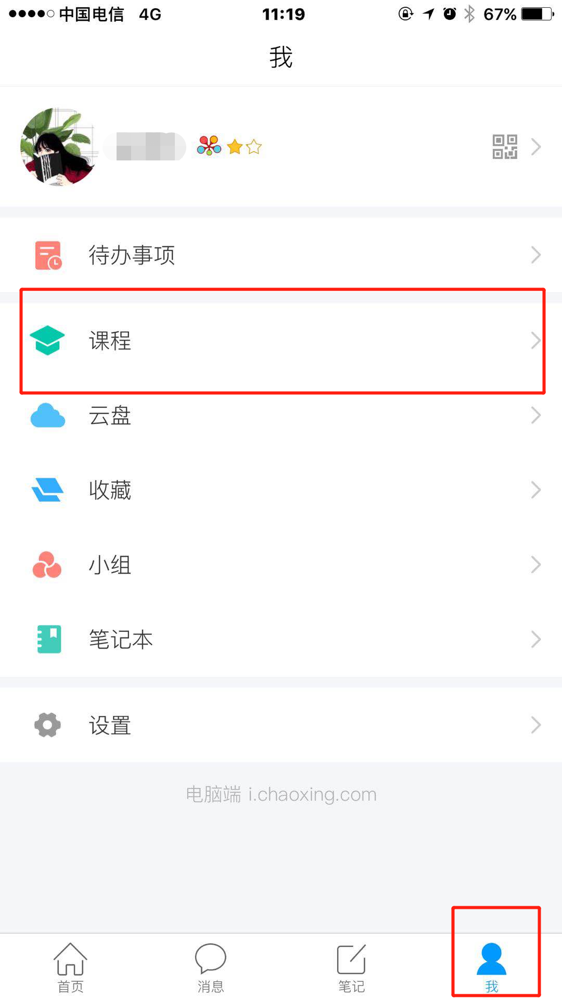 中国电信 4G 11:19 67%
我
待办事项
课程
云盘
收藏
小组
笔记本
设置
电脑端 i.chaoxing.com
首页 消息 笔记 我